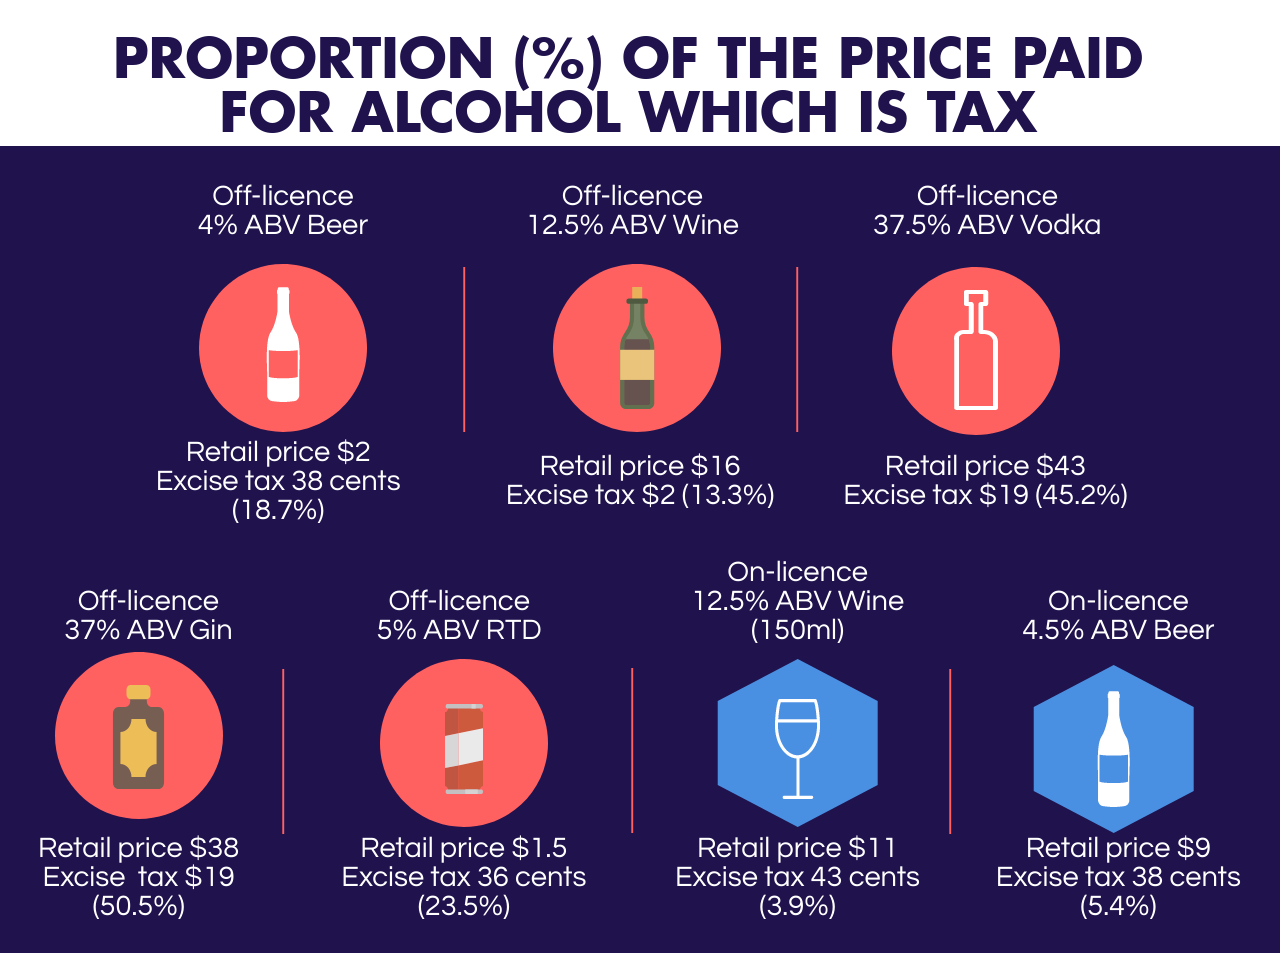 PROPORTION (%) OF THE PRICE PAID
FOR ALCOHOL WHICH IS TAX
Off-licence
4% ABV Beer
Retail price $2
Excise tax 38 cents
(18.7%)
Off-licence
12.5% ABV Wine
Retail price $16
Excise tax $2 (13.3%)
Off-licence
37.5% ABV Vodka
Retail price $43
Excise tax $19 (45.2%)
Off-licence
37% ABV Gin
Retail price $38
Excise tax $19
(50.5%)
Off-licence
5% ABV RTD
Retail price $1.5
Excise tax 36 cents
(23.5%)
On-licence
12.5% ABV Wine
(150ml)
Retail price $11
Excise tax 43 cents
(3.9%)
On-licence
4.5% ABV Beer
Retail price $9
Excise tax 38 cents
(5.4%)